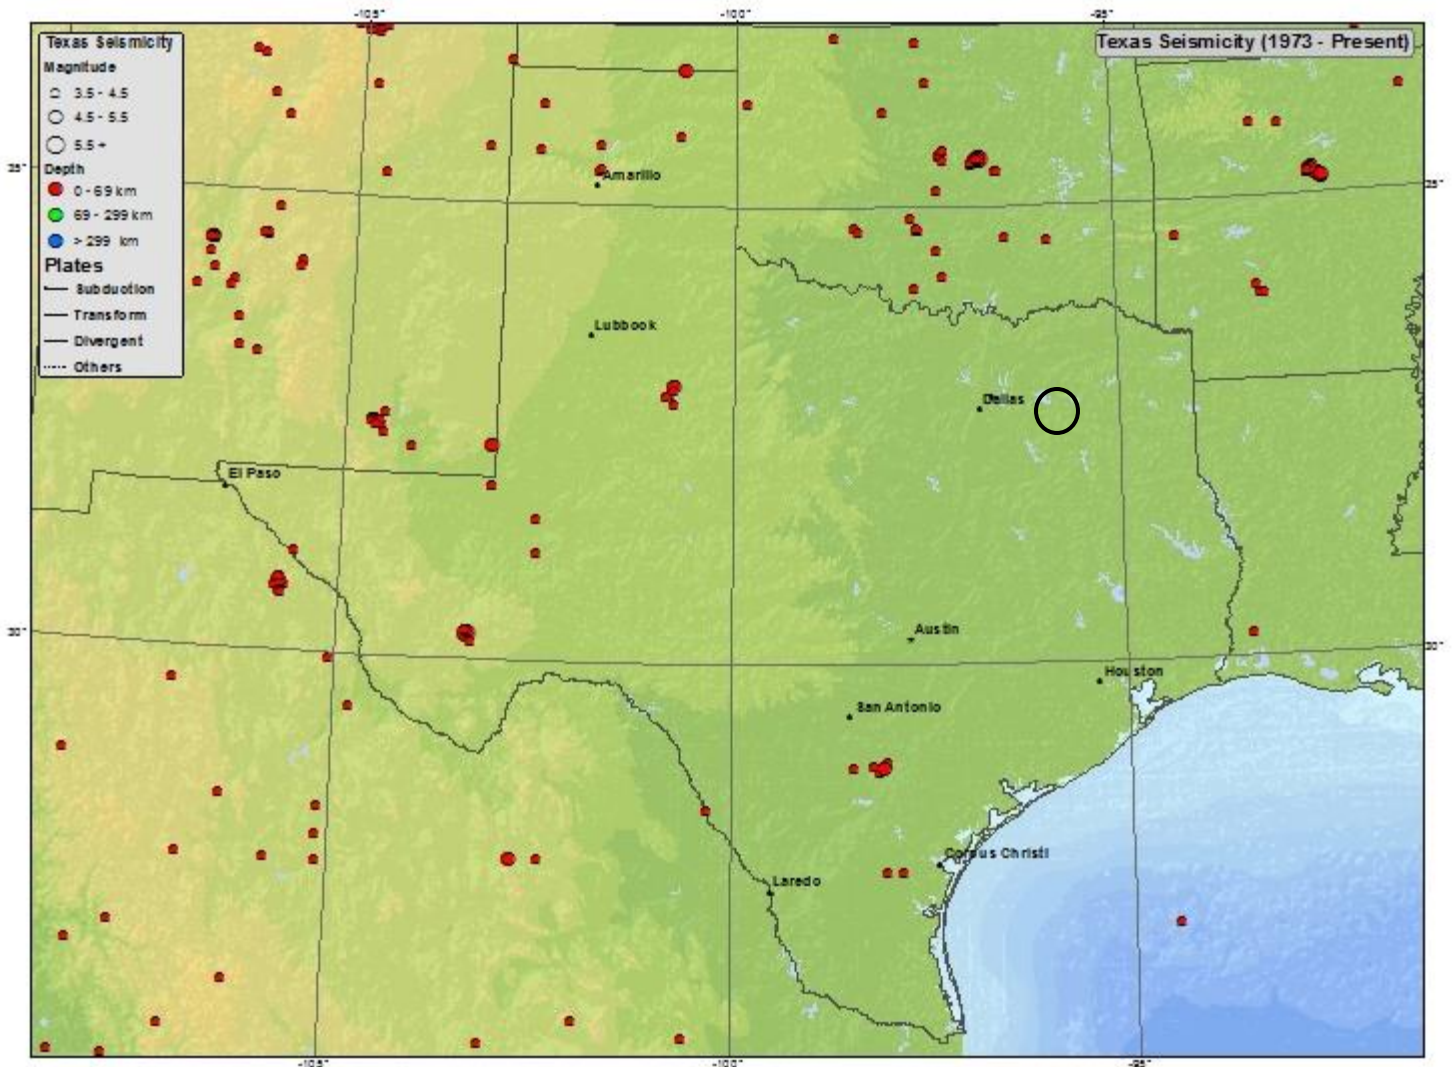 -105° -100° -95°
Texas Seismicity
Magnitude
3.5 - 4.5
4.5 - 5.5
5.5 +
Depth
0 - 69 km
69 - 299 km
> 299 km
Plates
Subduction
Transform
Divergent
Others
Texas Seismicity (1973 - Present)
35° 35°
Amarillo
Lubbock
Dallas
El Paso
Austin
30° 30°
Houston
San Antonio
Corpus Christi
Laredo
-105° -100° -95°